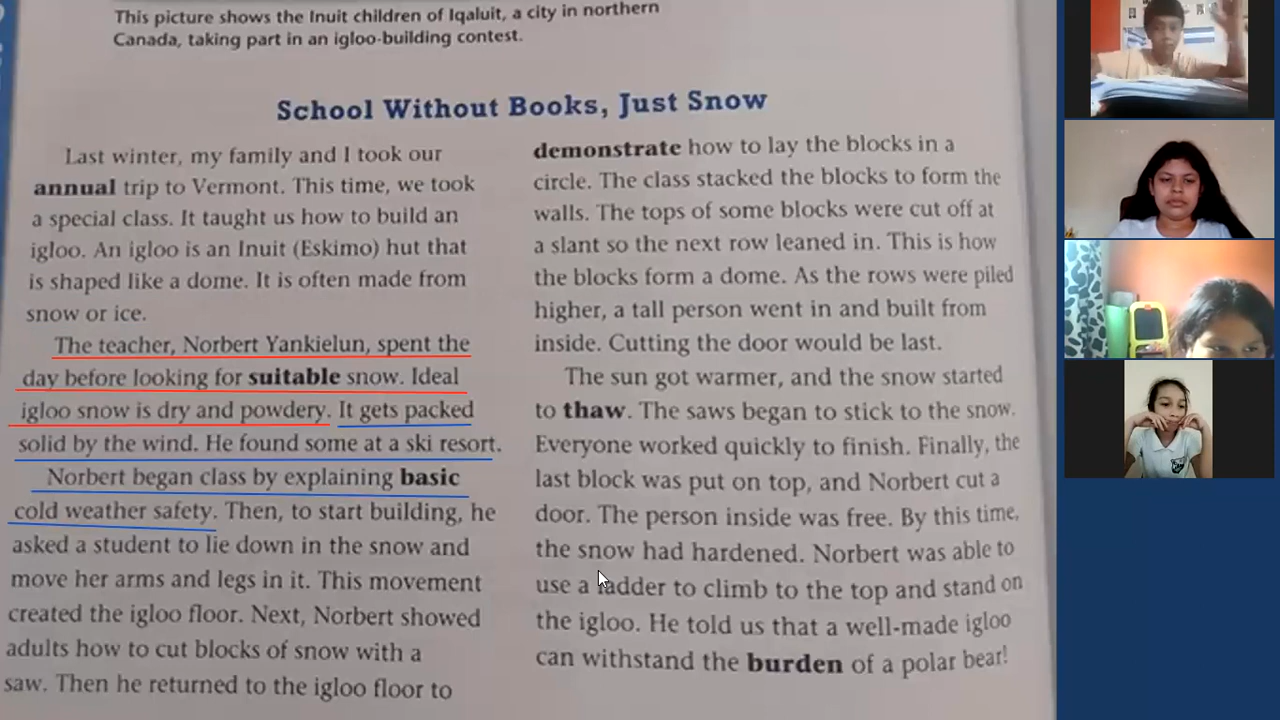 This picture shows the Inuit children of Iqaluit, a city in northern
Canada, taking part in an igloo-building contest.
School Without Books, Just Snow
Last winter, my family and I took our
annual trip to Vermont. This time, we took
a special class. It taught us how to build an
igloo. An igloo is an Inuit (Eskimo) hut that
is shaped like a dome. It is often made from
snow or ice.
The teacher, Norbert Yankielun, spent the
day before looking for suitable snow. Ideal
igloo snow is dry and powdery. It gets packed
solid by the wind. He found some at a ski resort.
Norbert began class by explaining basic
cold weather safety. Then, to start building, he
asked a student to lie down in the snow and
move her arms and legs in it. This movement
created the igloo floor. Next, Norbert showed
adults how to cut blocks of snow with a
saw. Then he returned to the igloo floor to
demonstrate how to lay the blocks in a
circle. The class stacked the blocks to form the
walls. The tops of some blocks were cut off at
a slant so the next row leaned in. This is how
the blocks form a dome. As the rows were piled
higher, a tall person went in and built from
inside. Cutting the door would be last.
The sun got warmer, and the snow started
to thaw. The saws began to stick to the snow.
Everyone worked quickly to finish. Finally, the
last block was put on top, and Norbert cut a
door. The person inside was free. By this time,
the snow had hardened. Norbert was able to
use a ladder to climb to the top and stand on
the igloo. He told us that a well-made igloo
can withstand the burden of a polar bear!